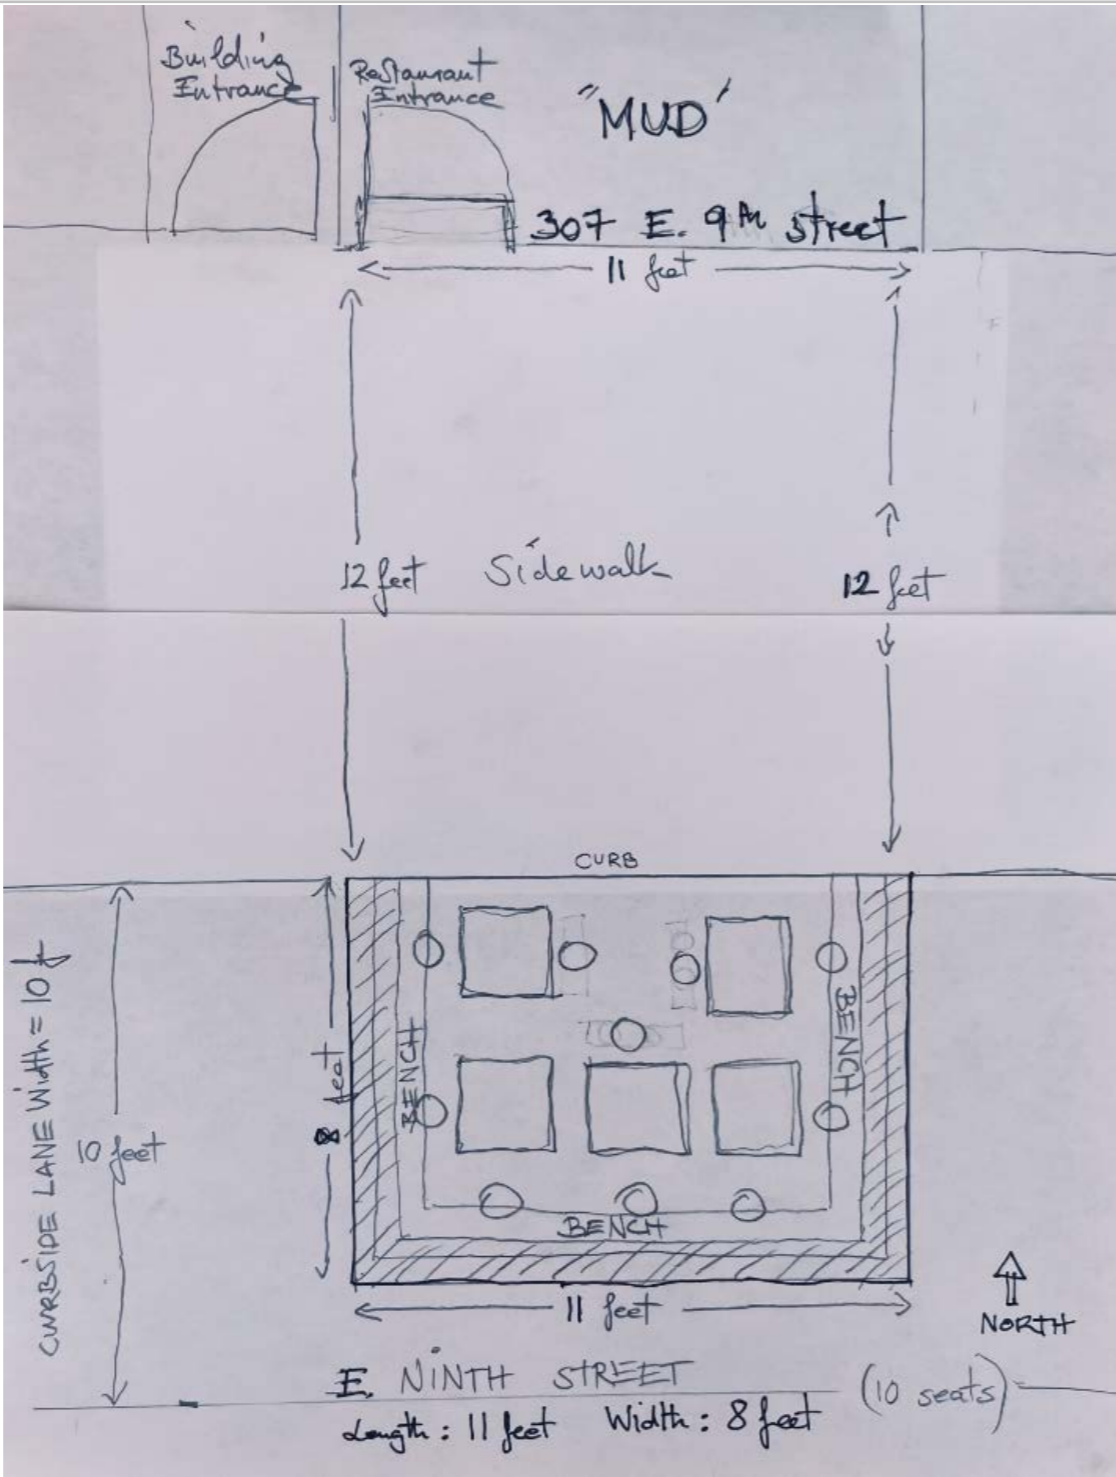 Building
Entrance
Restaurant
Entrance
"MUD"
307 E. 9th street
11 feet
12 feet
Sidewalk
12 feet
CURB
CURBSIDE LANE Width = 10 ft
10 feet
8 feet
BENCH
BENCH
BENCH
11 feet
NORTH
E. NINTH STREET
(10 seats)
Length: 11 feet Width: 8 feet